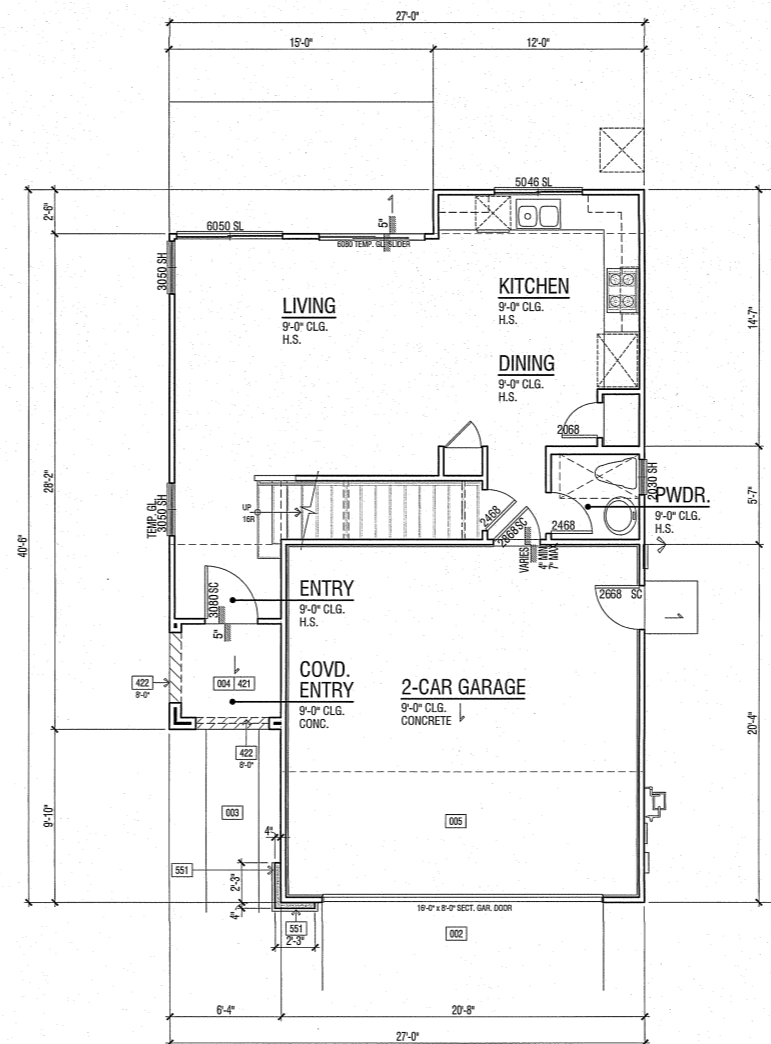 27'-0"
15'-0"
12'-0"
2'-6"
5046 SL
6050 SL
5"
6080 TEMP. GL. SLIDER
3050 SH
LIVING
9'-0" CLG.
H.S.
KITCHEN
9'-0" CLG.
H.S.
DINING
9'-0" CLG.
H.S.
14'-7"
2068
28'-2"
40'-6"
TEMP. GL.
3050 SH
UP
16R
2468
2868 SC
2468
2030 SH
PWDR.
9'-0" CLG.
H.S.
5'-7"
VARIES
4" MIN.
7" MAX.
3080 SC
5"
ENTRY
9'-0" CLG.
H.S.
2668 SC
422
8'-0"
004 421
COVD.
ENTRY
9'-0" CLG.
CONC.
2-CAR GARAGE
9'-0" CLG.
CONCRETE
20'-4"
422
8'-0"
9'-10"
003
005
4"
551
2'-3"
4"
551
2'-3"
16'-0" x 8'-0" SECT. GAR. DOOR
002
6'-4"
20'-8"
27'-0"